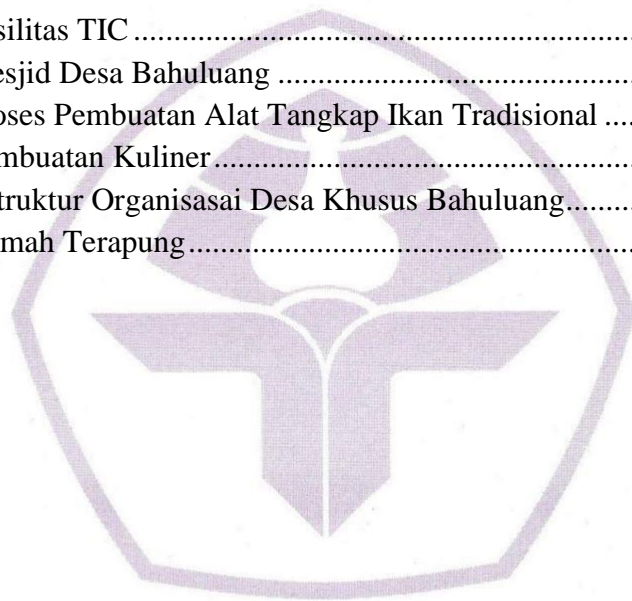 silitas TIC ...............................................................
esjid Desa Bahuluang .............................................
oses Pembuatan Alat Tangkap Ikan Tradisional ....
mbuatan Kuliner .....................................................
truktur Organisasai Desa Khusus Bahuluang........
mah Terapung ........................................................